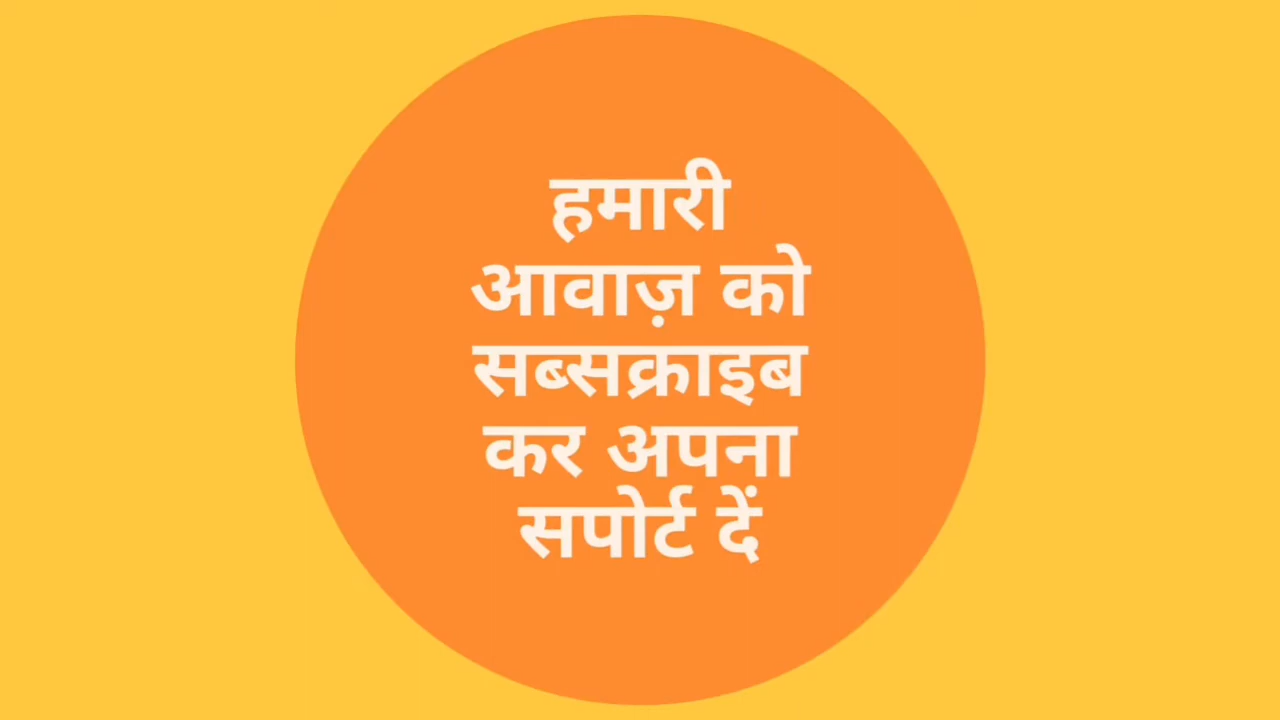 हमारी
आवाज़ को
सब्सक्राइब
कर अपना
सपोर्ट दें